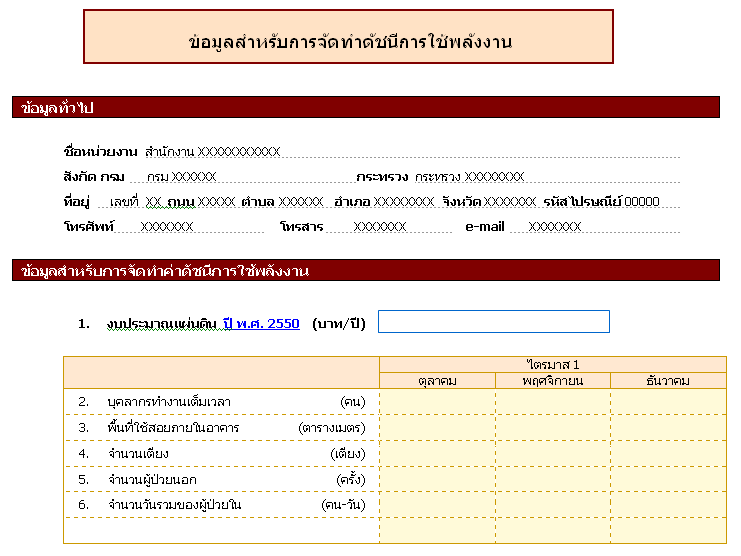 ข้อมูลสำหรับการจัดทำดัชนีการใช้พลังงาน
ข้อมูลทั่วไป
ชื่อหน่วยงาน สำนักงาน XXXXXXXXXXX
สังกัด กรม กรม XXXXXX กระทรวง กระทรวง XXXXXXXX
ที่อยู่ เลขที่ XX ถนน XXXXX ตำบล XXXXXX อำเภอ XXXXXXXX จังหวัด XXXXXXX รหัสไปรษณีย์ 00000
โทรศัพท์ XXXXXXX โทรสาร XXXXXXX e-mail XXXXXXX
ข้อมูลสำหรับการจัดทำค่าดัชนีการใช้พลังงาน
1. งบประมาณแผ่นดิน ปี พ.ศ. 2550 (บาท/ปี)
ไตรมาส 1
ตุลาคม พฤศจิกายน ธันวาคม
2. บุคลากรทำงานเต็มเวลา (คน)
3. พื้นที่ใช้สอยภายในอาคาร (ตารางเมตร)
4. จำนวนเตียง (เตียง)
5. จำนวนผู้ป่วยนอก (ครั้ง)
6. จำนวนวันรวมของผู้ป่วยใน (คน-วัน)